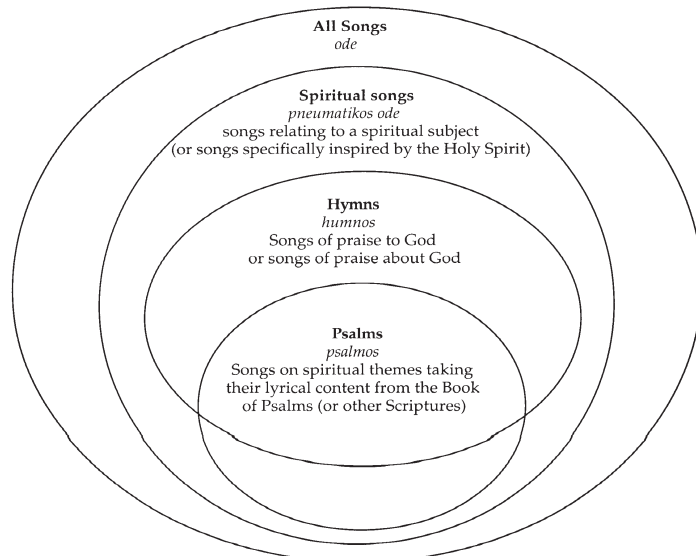 All Songs
ode
Spiritual songs
pneumatikos ode
songs relating to a spiritual subject
(or songs specifically inspired by the Holy Spirit)
Hymns
humnos
Songs of praise to God
or songs of praise about God
Psalms
psalmos
Songs on spiritual themes taking
their lyrical content from the Book
of Psalms (or other Scriptures)